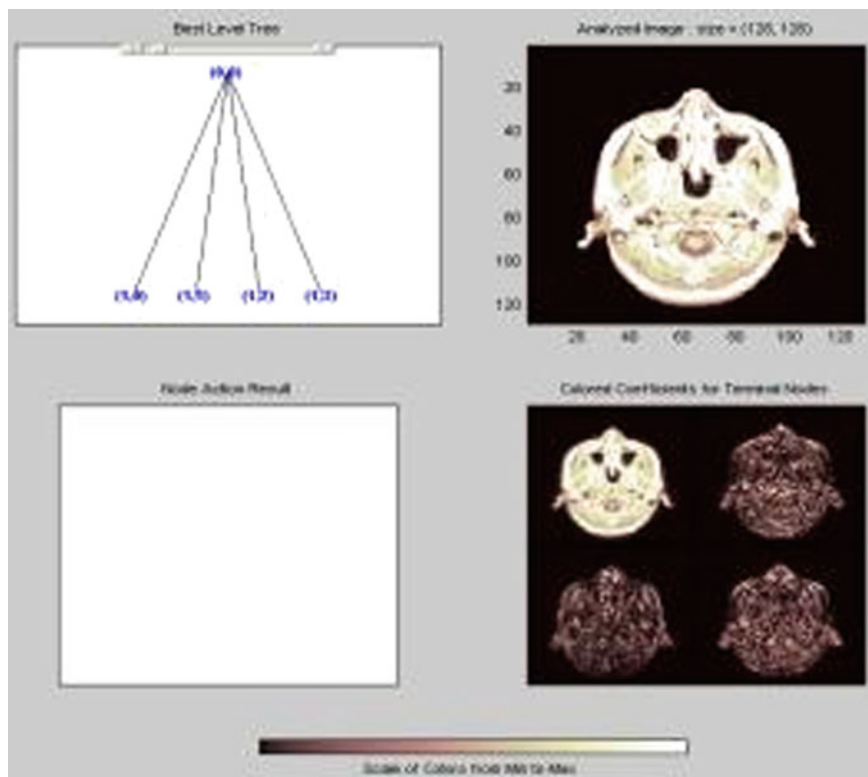 Best Level Tree
(0,0)
(1,0) (1,1) (1,2) (1,3)
Analyzed Image : size = (128, 128)
20
40
60
80
100
120
20 40 60 80 100 120
Node Action Result
Colored Coefficients for Terminal Nodes
Scale of Colors from Min to Max